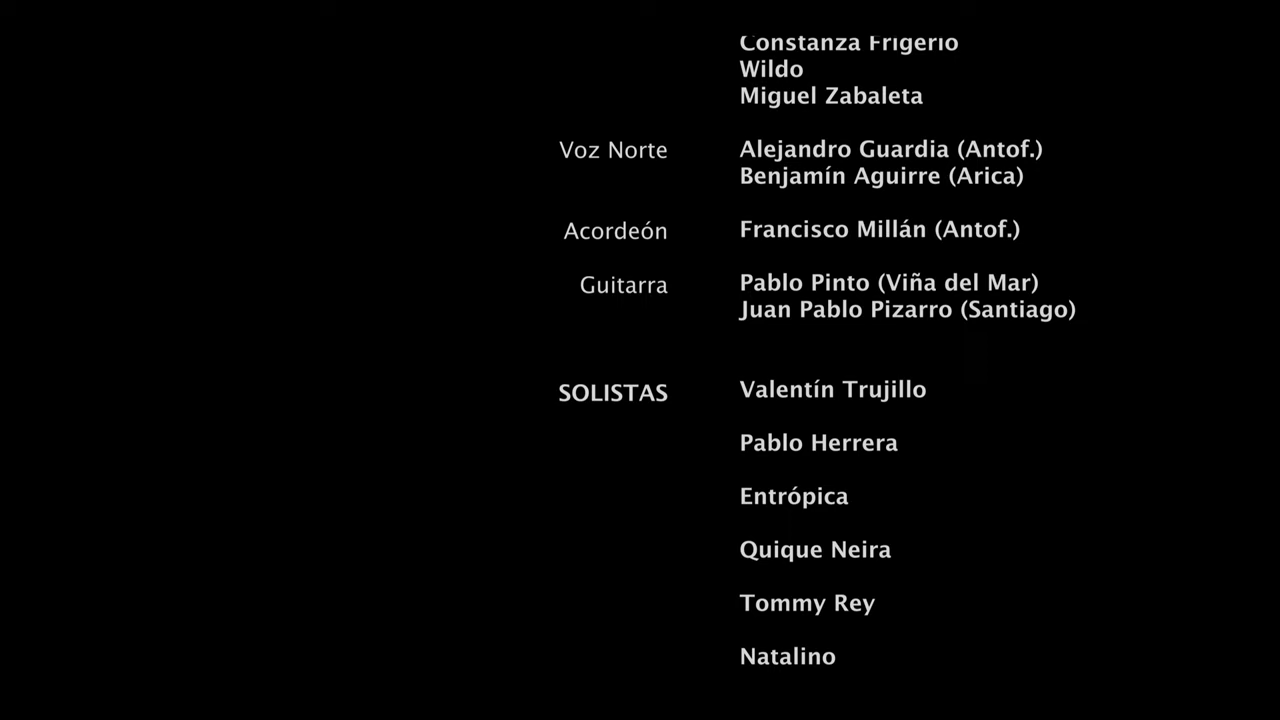 Constanza Frigerio
Wildo
Miguel Zabaleta
Voz Norte Alejandro Guardia (Antof.)
Benjamín Aguirre (Arica)
Acordeón Francisco Millán (Antof.)
Guitarra Pablo Pinto (Viña del Mar)
Juan Pablo Pizarro (Santiago)
SOLISTAS Valentín Trujillo
Pablo Herrera
Entrópica
Quique Neira
Tommy Rey
Natalino